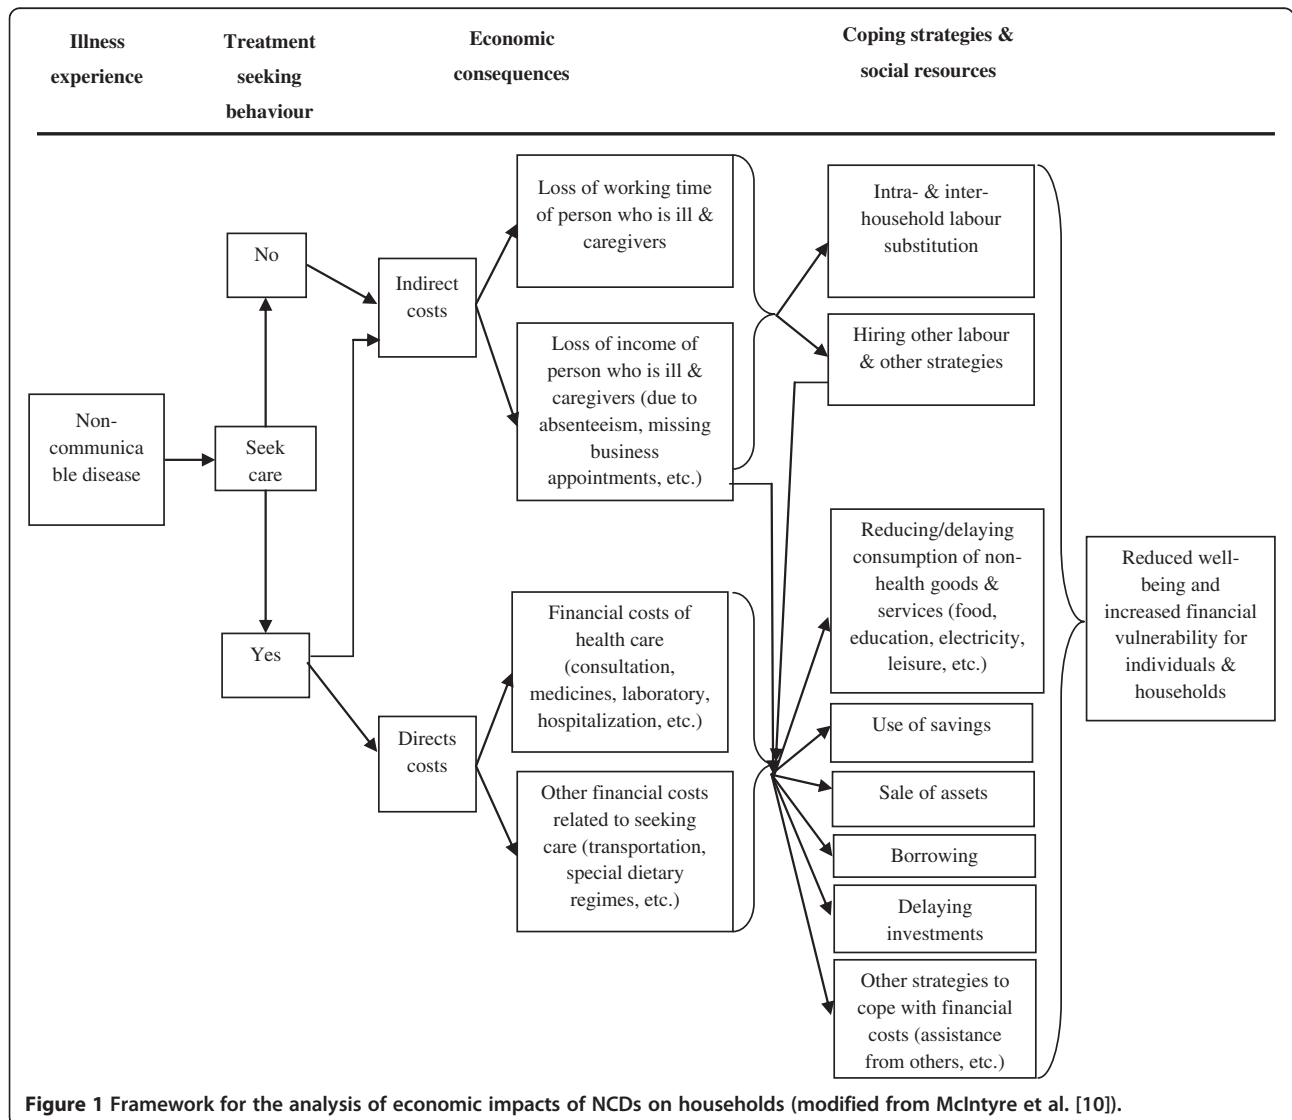 Illness
experience
Treatment
seeking
behaviour
Economic
consequences
Coping strategies &
social resources
Non-
communica
ble disease
Seek
care
No
Yes
Indirect
costs
Directs
costs
Loss of working time
of person who is ill &
caregivers
Loss of income of
person who is ill &
caregivers (due to
absenteeism, missing
business
appointments, etc.)
Financial costs of
health care
(consultation,
medicines, laboratory,
hospitalization, etc.)
Other financial costs
related to seeking
care (transportation,
special dietary
regimes, etc.)
Intra- & inter-
household labour
substitution
Hiring other labour
& other strategies
Reducing/delaying
consumption of non-
health goods &
services (food,
education, electricity,
leisure, etc.)
Use of savings
Sale of assets
Borrowing
Delaying
investments
Other strategies to
cope with financial
costs (assistance
from others, etc.)
Reduced well-
being and
increased financial
vulnerability for
individuals &
households
Figure 1 Framework for the analysis of economic impacts of NCDs on households (modified from McIntyre et al. [10]).